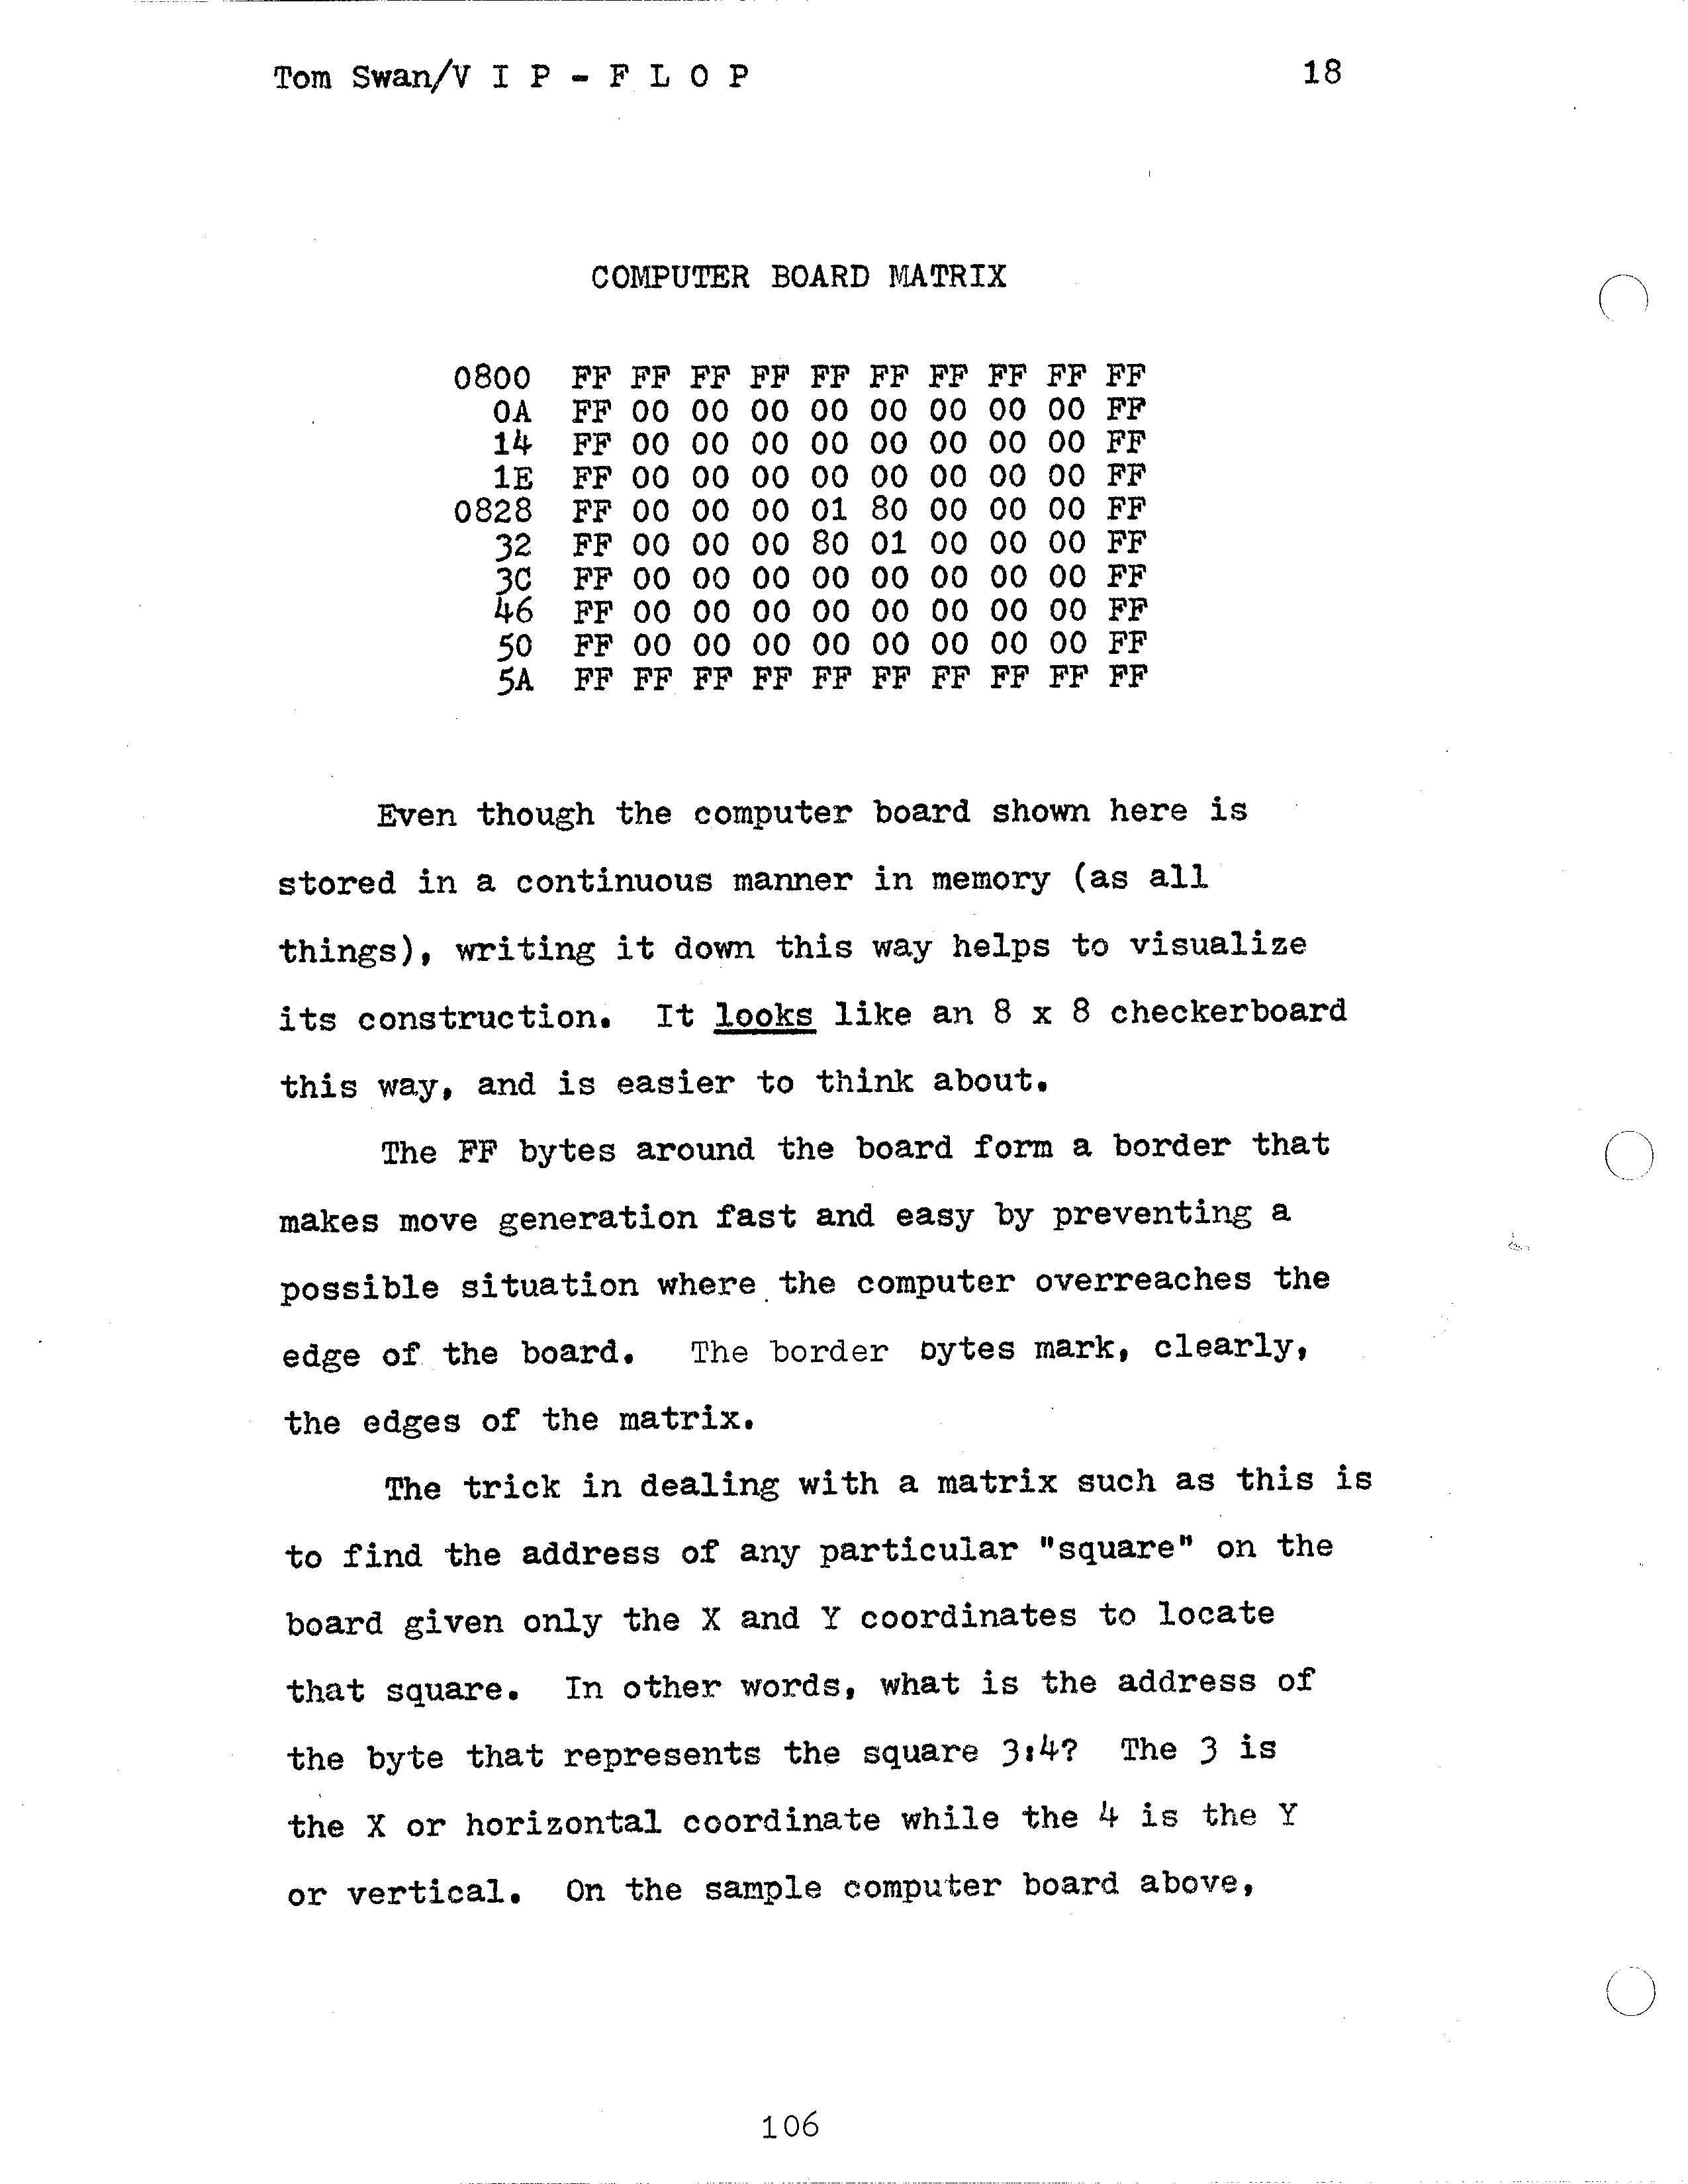 Tom Swan/V I P - F L O P 18
COMPUTER BOARD MATRIX
0800 FF FF FF FF FF FF FF FF FF FF
0A FF 00 00 00 00 00 00 00 00 FF
14 FF 00 00 00 00 00 00 00 00 FF
1E FF 00 00 00 00 00 00 00 00 FF
0828 FF 00 00 00 01 80 00 00 00 FF
32 FF 00 00 00 80 01 00 00 00 FF
3C FF 00 00 00 00 00 00 00 00 FF
46 FF 00 00 00 00 00 00 00 00 FF
50 FF 00 00 00 00 00 00 00 00 FF
5A FF FF FF FF FF FF FF FF FF FF
Even though the computer board shown here is
stored in a continuous manner in memory (as all
things), writing it down this way helps to visualize
its construction. It looks like an 8 x 8 checkerboard
this way, and is easier to think about.
The FF bytes around the board form a border that
makes move generation fast and easy by preventing a
possible situation where the computer overreaches the
edge of the board. The border bytes mark, clearly,
the edges of the matrix.
The trick in dealing with a matrix such as this is
to find the address of any particular "square" on the
board given only the X and Y coordinates to locate
that square. In other words, what is the address of
the byte that represents the square 3:4? The 3 is
the X or horizontal coordinate while the 4 is the Y
or vertical. On the sample computer board above,
106